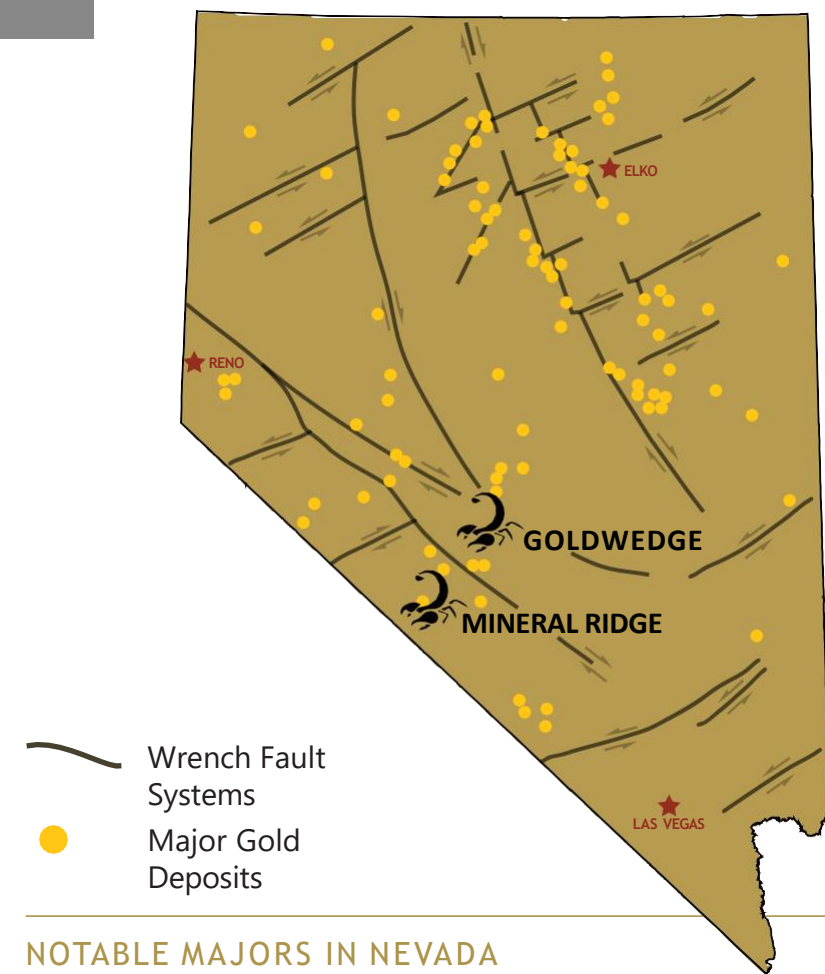 ELKO
RENO
GOLDWEDGE
MINERAL RIDGE
LAS VEGAS
Wrench Fault
Systems
Major Gold
Deposits
NOTABLE MAJORS IN NEVADA